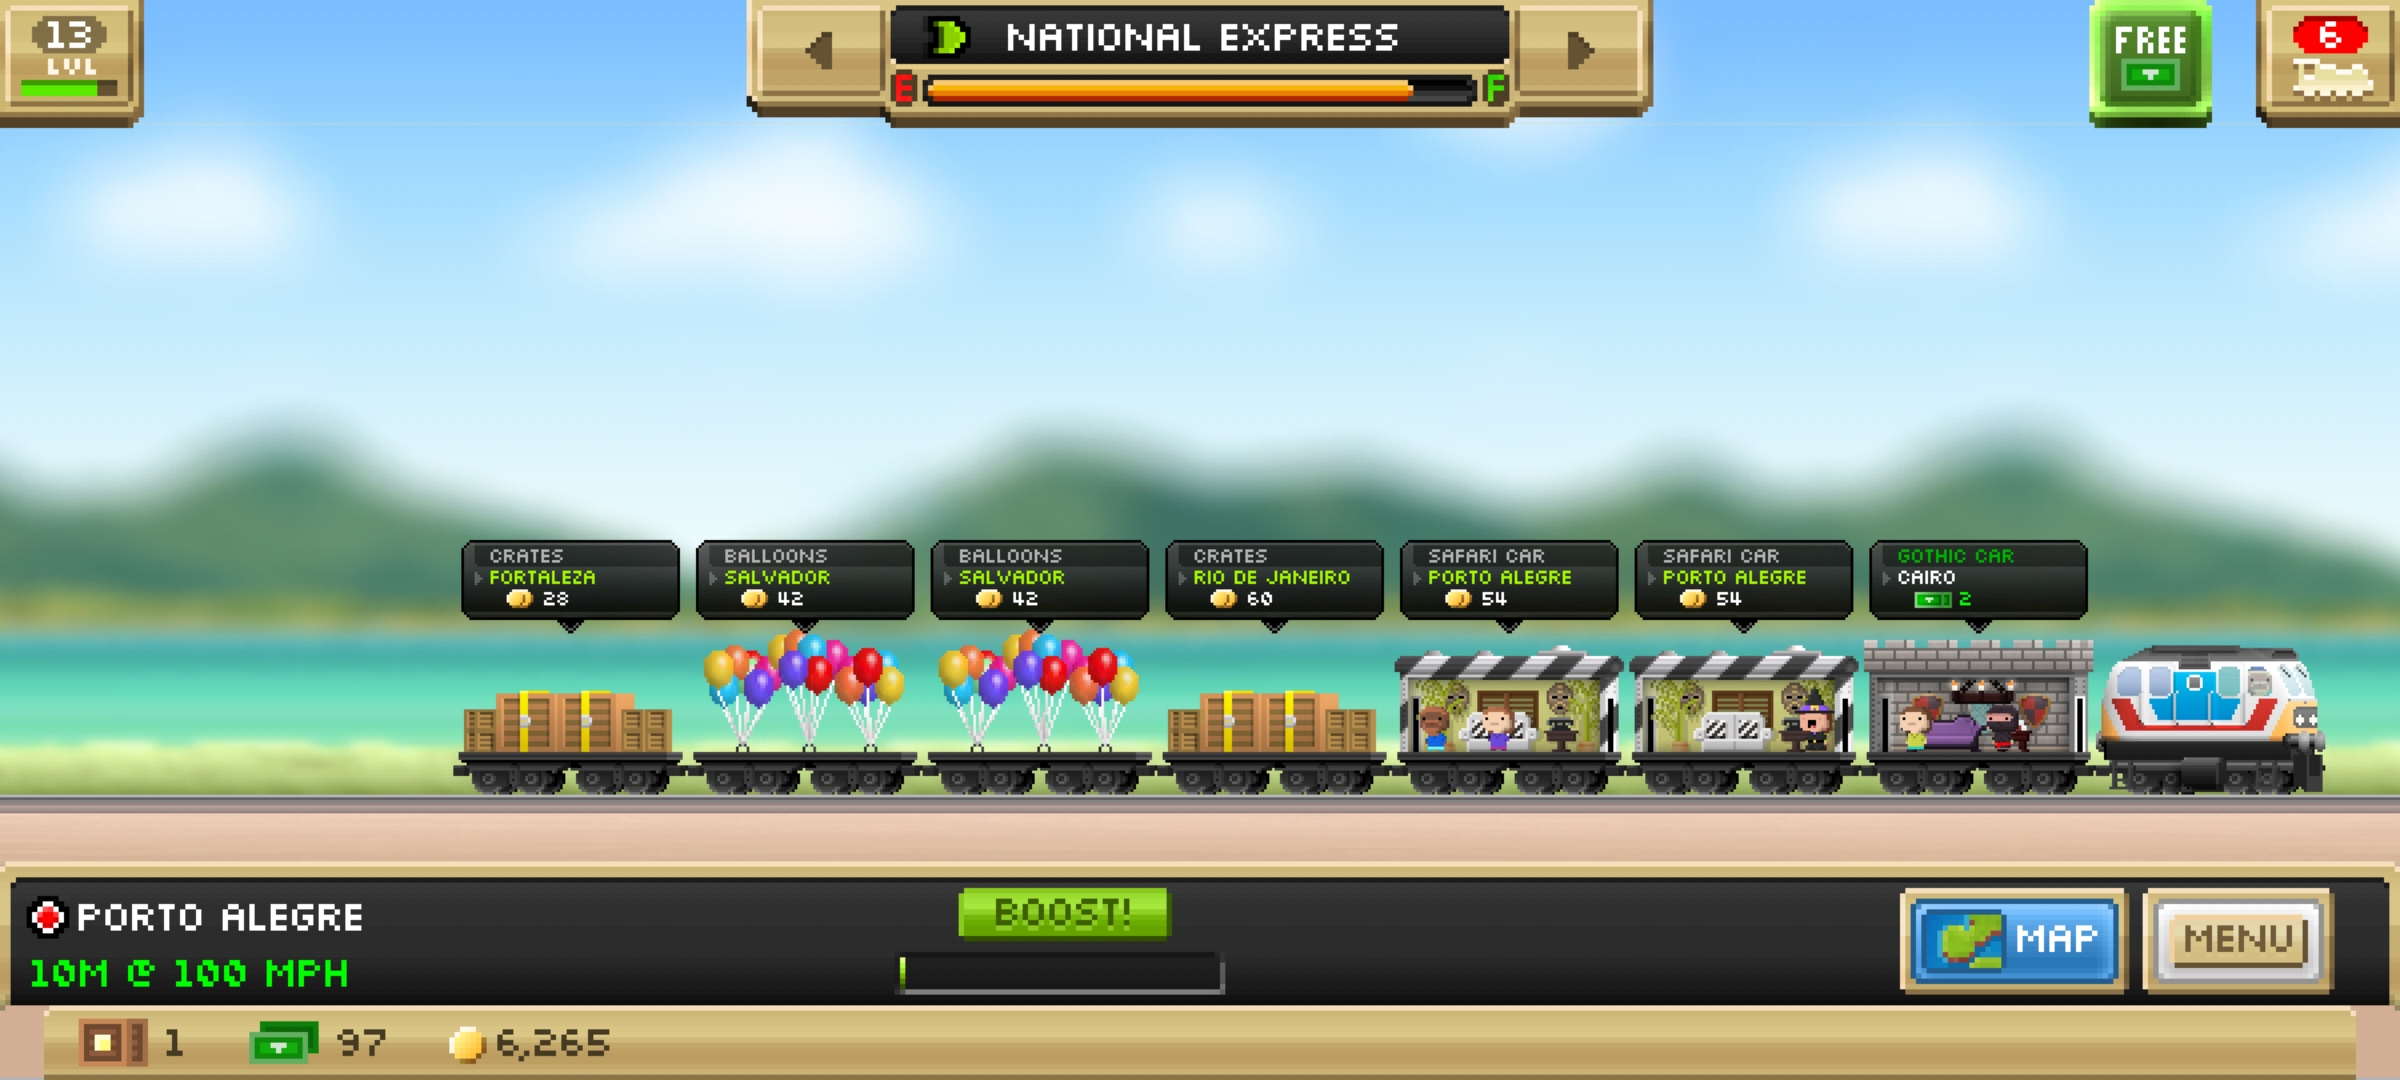 13
LVL
NATIONAL EXPRESS
E F
FREE
6
CRATES
FORTALEZA
28
BALLOONS
SALVADOR
42
BALLOONS
SALVADOR
42
CRATES
RIO DE JANEIRO
60
SAFARI CAR
PORTO ALEGRE
54
SAFARI CAR
PORTO ALEGRE
54
GOTHIC CAR
CAIRO
2
PORTO ALEGRE
10M @ 100 MPH
BOOST!
MAP
MENU
1 97 6,265